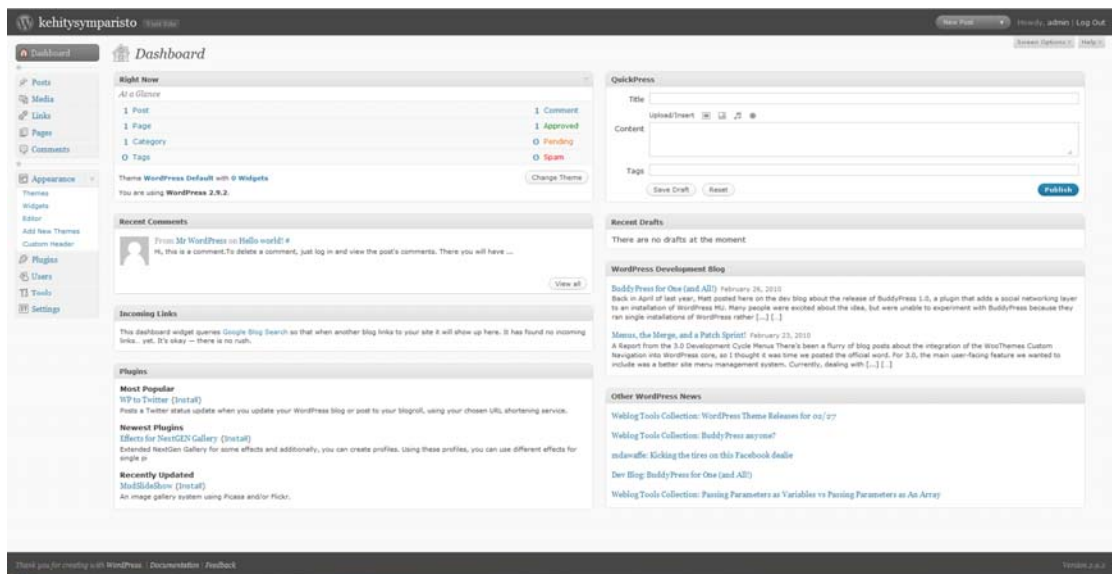 kehitysymparisto Visit Site
New Post
Howdy, admin | Log Out
Screen Options Help
Dashboard
Posts
Media
Links
Pages
Comments
Appearance
Themes
Widgets
Editor
Add New Themes
Custom Header
Plugins
Users
Tools
Settings
Dashboard
Right Now
At a Glance
1 Post 1 Comment
1 Page 1 Approved
1 Category 0 Pending
0 Tags 0 Spam
Theme WordPress Default with 0 Widgets Change Theme
You are using WordPress 2.9.2.
Recent Comments
From Mr WordPress on Hello world! #
Hi, this is a comment.To delete a comment, just log in and view the post's comments. There you will have ...
View all
Incoming Links
This dashboard widget queries Google Blog Search so that when another blog links to your site it will show up here. It has found no incoming
links... yet. It's okay — there is no rush.
Plugins
Most Popular
WP to Twitter (Install)
Posts a Twitter status update when you update your WordPress blog or post to your blogroll, using your chosen URL shortening service.
Newest Plugins
Effects for NextGEN Gallery (Install)
Extended NextGen Gallery for some effects and additionally, you can create profiles. Using these profiles, you can use different effects for
single pi
Recently Updated
MudSlideShow (Install)
An image gallery system using Picasa and/or Flickr.
QuickPress
Title
Upload/Insert
Content
Tags
Save Draft Reset Publish
Recent Drafts
There are no drafts at the moment
WordPress Development Blog
BuddyPress for One (and All!) February 26, 2010
Back in April of last year, Matt posted here on the dev blog about the release of BuddyPress 1.0, a plugin that adds a social networking layer
to an installation of WordPress MU. Many people were excited about the idea, but were unable to experiment with BuddyPress because they
ran single installations of WordPress rather [...] [...]
Menus, the Merge, and a Patch Sprint! February 23, 2010
A Report from the 3.0 Development Cycle Menus There's been a flurry of blog posts about the integration of the WooThemes Custom
Navigation into WordPress core, so I thought it was time we posted the official word. For 3.0, the main user-facing feature we wanted to
include was a better site menu management system. Currently, dealing with [...] [...]
Other WordPress News
Weblog Tools Collection: WordPress Theme Releases for 02/27
Weblog Tools Collection: BuddyPress anyone?
mdawaffe: Kicking the tires on this Facebook dealie
Dev Blog: BuddyPress for One (and All!)
Weblog Tools Collection: Passing Parameters as Variables vs Passing Parameters as An Array
Thank you for creating with WordPress. | Documentation | Feedback
Version 2.9.2